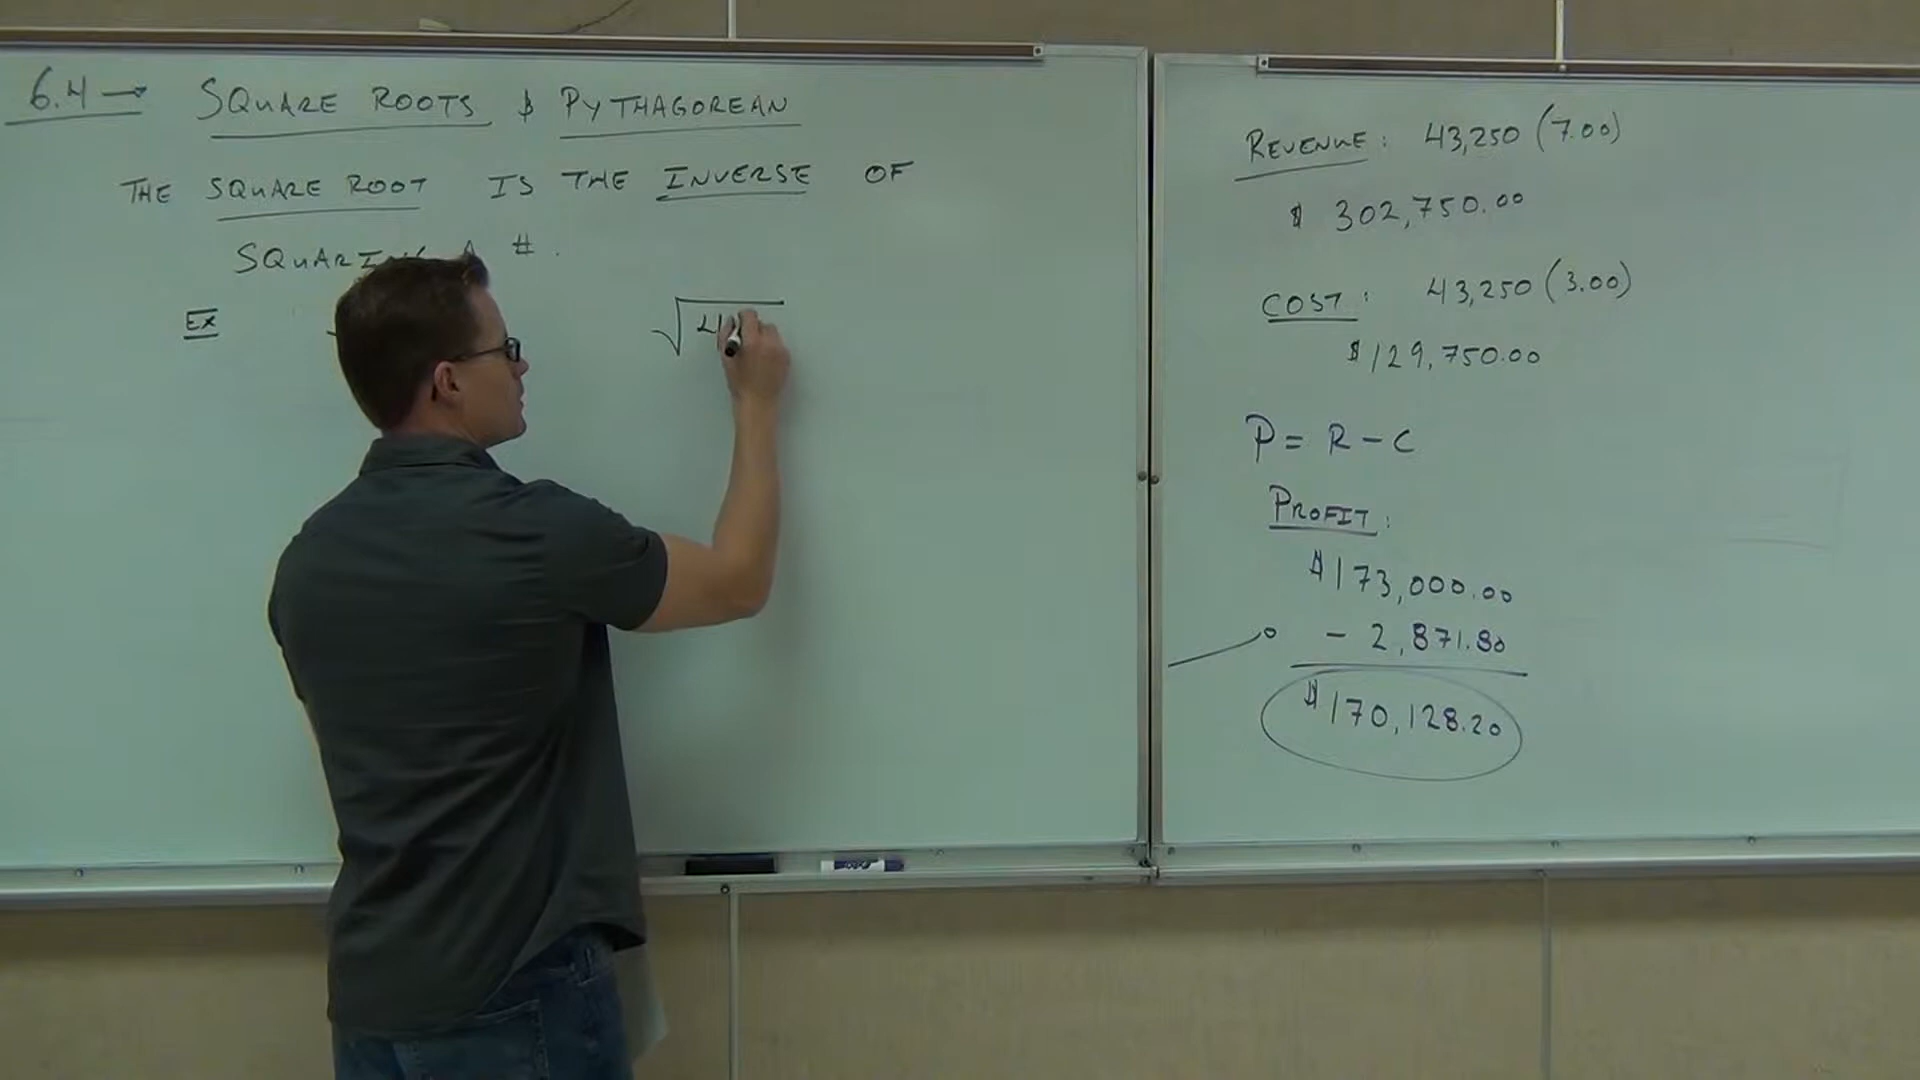 6.4 → SQUARE ROOTS & PYTHAGOREAN
THE SQUARE ROOT IS THE INVERSE OF
SQUARING A #.
EX
√4
REVENUE: 43,250 (7.00)
$ 302,750.00
COST: 43,250 (3.00)
$129,750.00
P = R - C
PROFIT:
$173,000.00
- 2,871.80
$170,128.20